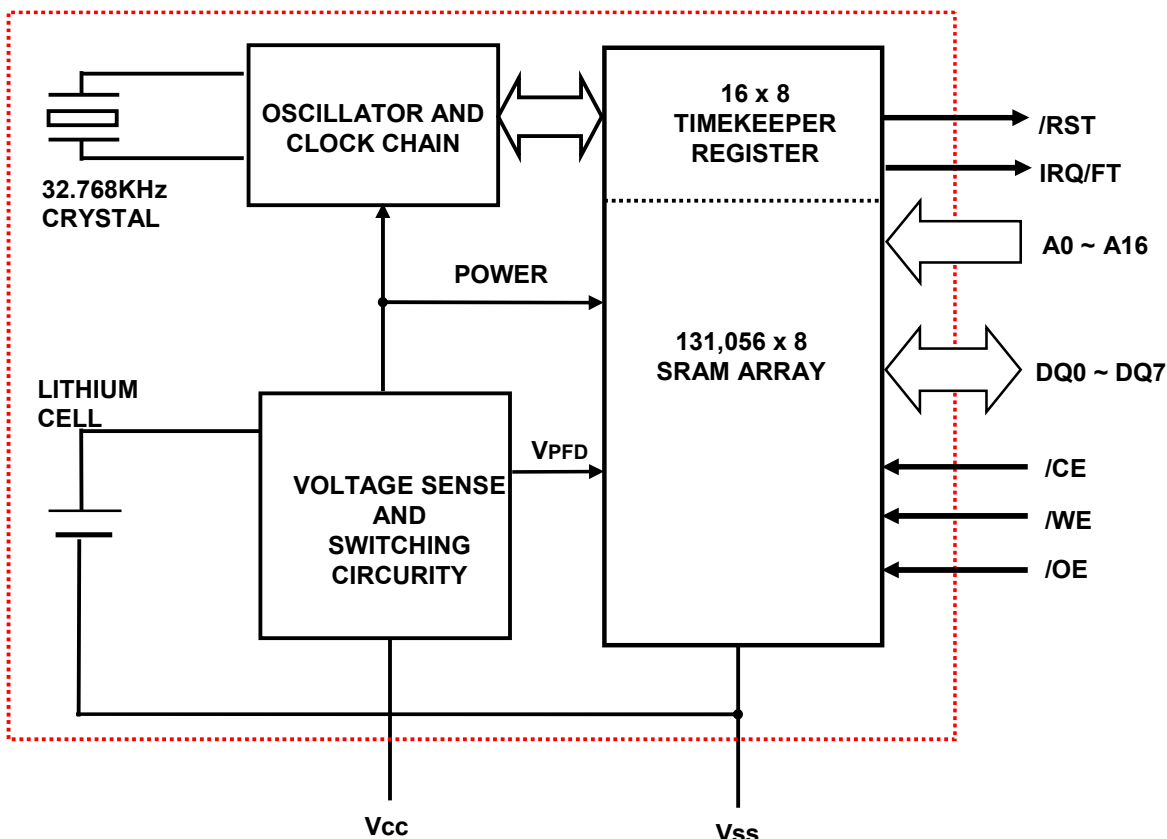 OSCILLATOR AND
CLOCK CHAIN
16 x 8
TIMEKEEPER
REGISTER
/RST
IRQ/FT
32.768KHz
CRYSTAL
A0 ~ A16
POWER
131,056 x 8
SRAM ARRAY
DQ0 ~ DQ7
LITHIUM
CELL
VPFD
VOLTAGE SENSE
AND
SWITCHING
CIRCURITY
/CE
/WE
/OE
Vcc
Vss